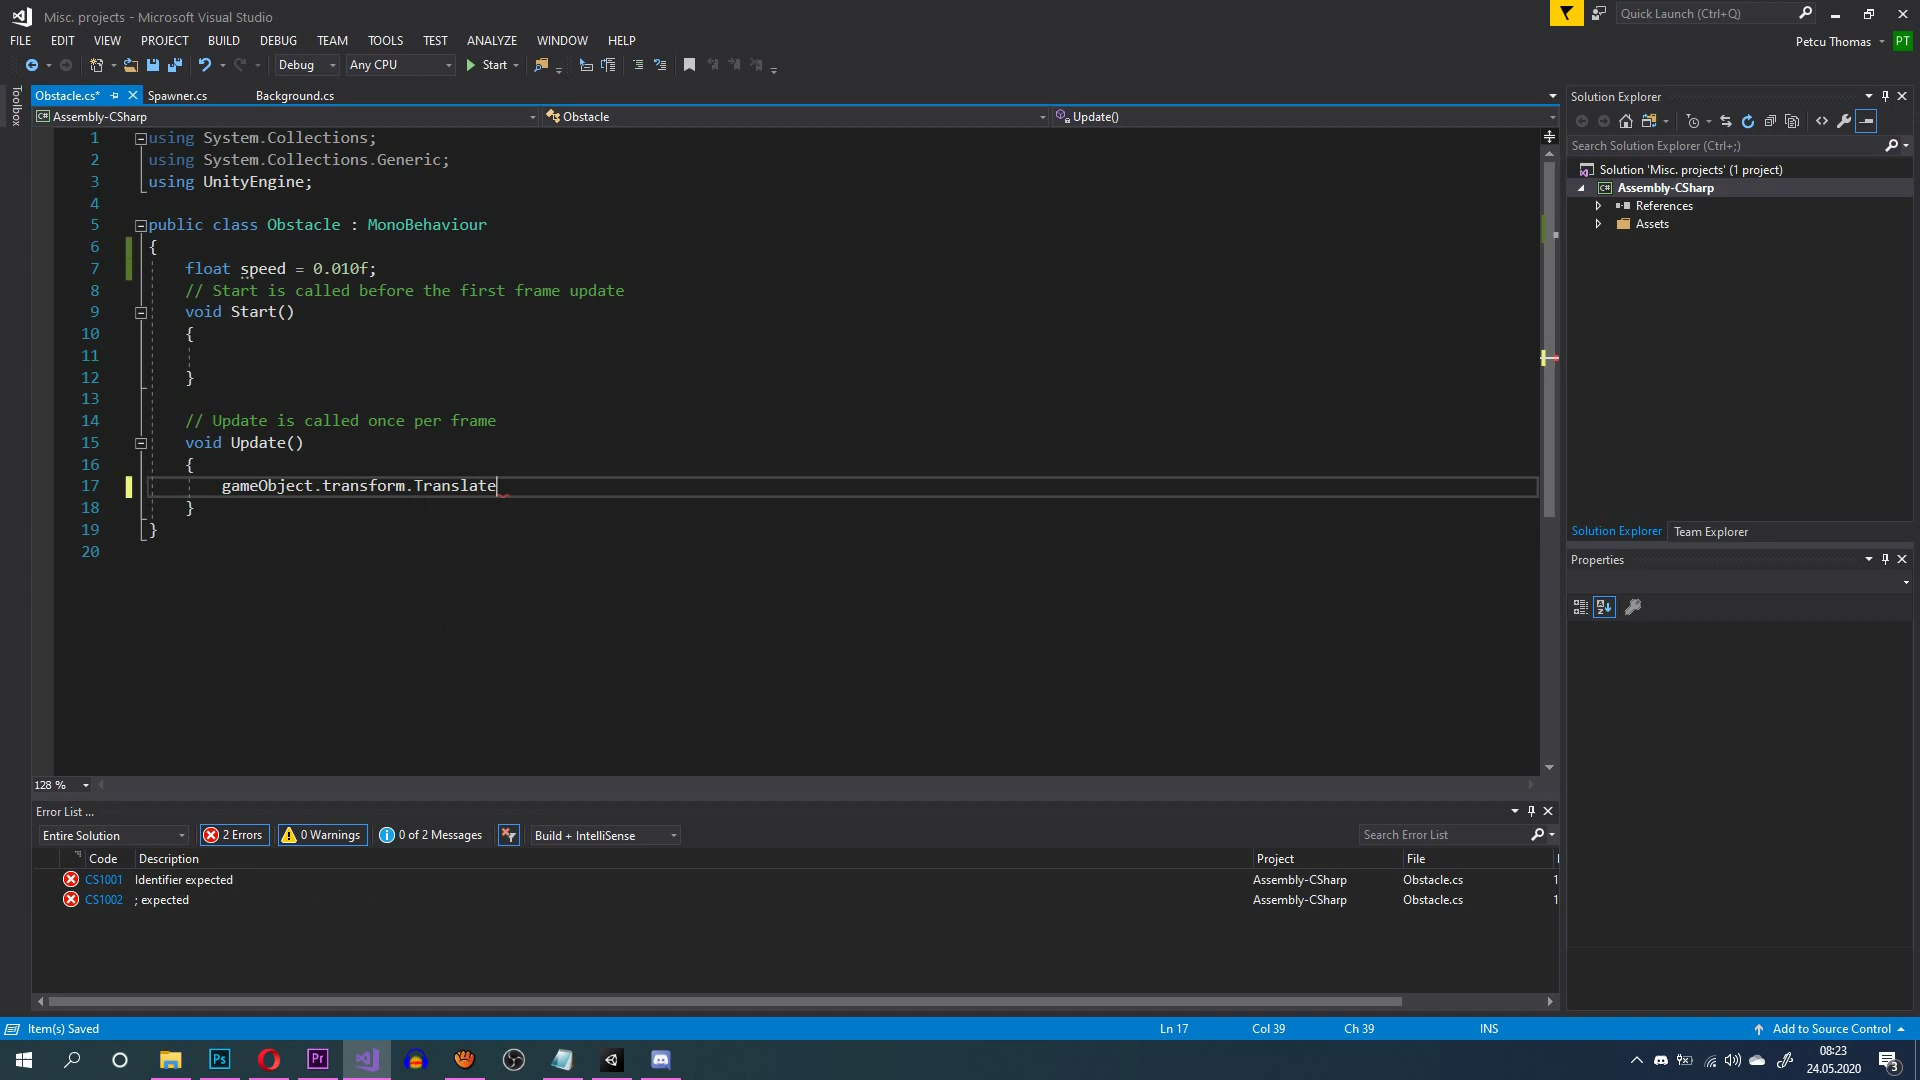 Misc. projects - Microsoft Visual Studio
Quick Launch (Ctrl+Q)
FILE EDIT VIEW PROJECT BUILD DEBUG TEAM TOOLS TEST ANALYZE WINDOW HELP
Petcu Thomas PT
Debug Any CPU Start
Toolbox
Obstacle.cs* Spawner.cs Background.cs
Assembly-CSharp Obstacle Update()
1 using System.Collections;
2 using System.Collections.Generic;
3 using UnityEngine;
4
5 public class Obstacle : MonoBehaviour
6 {
7 float speed = 0.010f;
8 // Start is called before the first frame update
9 void Start()
10 {
11
12 }
13
14 // Update is called once per frame
15 void Update()
16 {
17 gameObject.transform.Translate
18 }
19 }
20
128 %
Solution Explorer
Search Solution Explorer (Ctrl+;)
Solution 'Misc. projects' (1 project)
C# Assembly-CSharp
References
Assets
Solution Explorer Team Explorer
Properties
Error List ...
Entire Solution 2 Errors 0 Warnings 0 of 2 Messages Build + IntelliSense Search Error List
Code Description Project File
CS1001 Identifier expected Assembly-CSharp Obstacle.cs 1
CS1002 ; expected Assembly-CSharp Obstacle.cs 1
Item(s) Saved Ln 17 Col 39 Ch 39 INS Add to Source Control
Ps Pr
08:23
24.05.2020
3